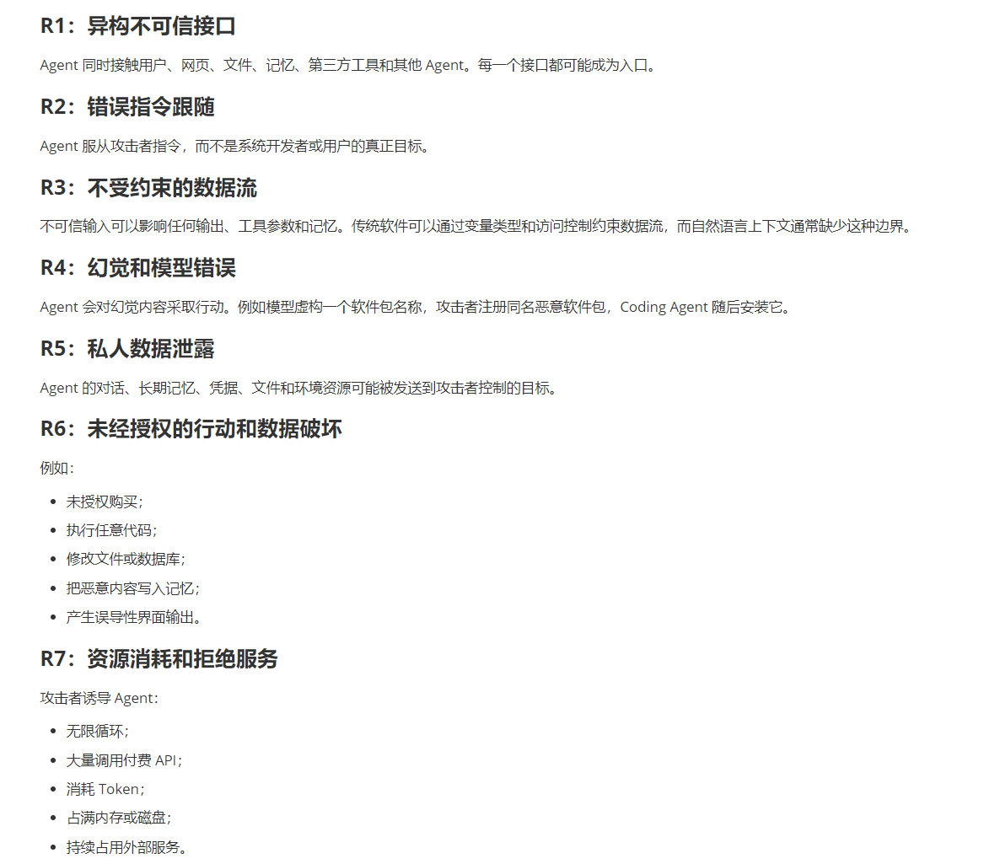 R1：异构不可信接口
Agent 同时接触用户、网页、文件、记忆、第三方工具和其他 Agent。每一个接口都可能成为入口。
R2：错误指令跟随
Agent 服从攻击者指令，而不是系统开发者或用户的真正目标。
R3：不受约束的数据流
不可信输入可以影响任何输出、工具参数和记忆。传统软件可以通过变量类型和访问控制约束数据流，而自然语言上下文通常缺少这种边界。
R4：幻觉和模型错误
Agent 会对幻觉内容采取行动。例如模型虚构一个软件包名称，攻击者注册同名恶意软件包，Coding Agent 随后安装它。
R5：私人数据泄露
Agent 的对话、长期记忆、凭据、文件和环境资源可能被发送到攻击者控制的目标。
R6：未经授权的行动和数据破坏
例如：
• 未授权购买；
• 执行任意代码；
• 修改文件或数据库；
• 把恶意内容写入记忆；
• 产生误导性界面输出。
R7：资源消耗和拒绝服务
攻击者诱导 Agent：
• 无限循环；
• 大量调用付费 API；
• 消耗 Token；
• 占满内存或磁盘；
• 持续占用外部服务。